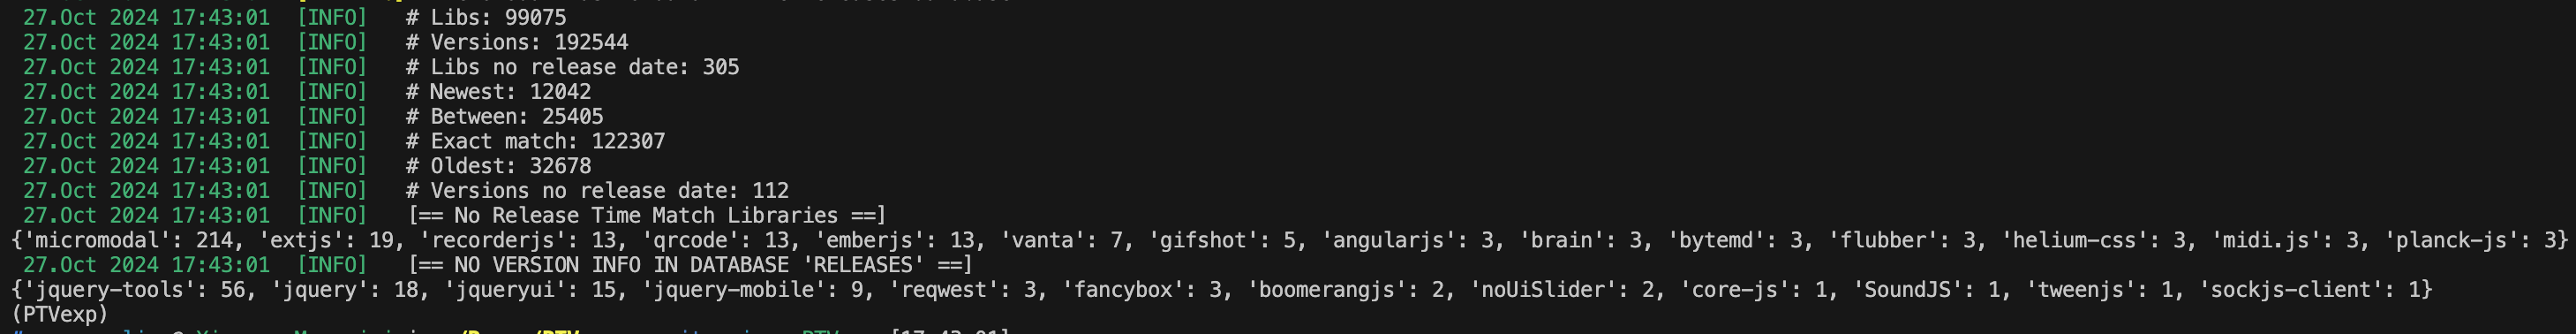 27.Oct 2024 17:43:01 [INFO] # Libs: 99075
27.Oct 2024 17:43:01 [INFO] # Versions: 192544
27.Oct 2024 17:43:01 [INFO] # Libs no release date: 305
27.Oct 2024 17:43:01 [INFO] # Newest: 12042
27.Oct 2024 17:43:01 [INFO] # Between: 25405
27.Oct 2024 17:43:01 [INFO] # Exact match: 122307
27.Oct 2024 17:43:01 [INFO] # Oldest: 32678
27.Oct 2024 17:43:01 [INFO] # Versions no release date: 112
27.Oct 2024 17:43:01 [INFO] [== No Release Time Match Libraries ==]
{'micromodal': 214, 'extjs': 19, 'recorderjs': 13, 'qrcode': 13, 'emberjs': 13, 'vanta': 7, 'gifshot': 5, 'angularjs': 3, 'brain': 3, 'bytemd': 3, 'flubber': 3, 'helium-css': 3, 'midi.js': 3, 'planck-js': 3}
27.Oct 2024 17:43:01 [INFO] [== NO VERSION INFO IN DATABASE 'RELEASES' ==]
{'jquery-tools': 56, 'jquery': 18, 'jqueryui': 15, 'jquery-mobile': 9, 'reqwest': 3, 'fancybox': 3, 'boomerangjs': 2, 'noUiSlider': 2, 'core-js': 1, 'SoundJS': 1, 'tweenjs': 1, 'sockjs-client': 1}
(PTVexp)